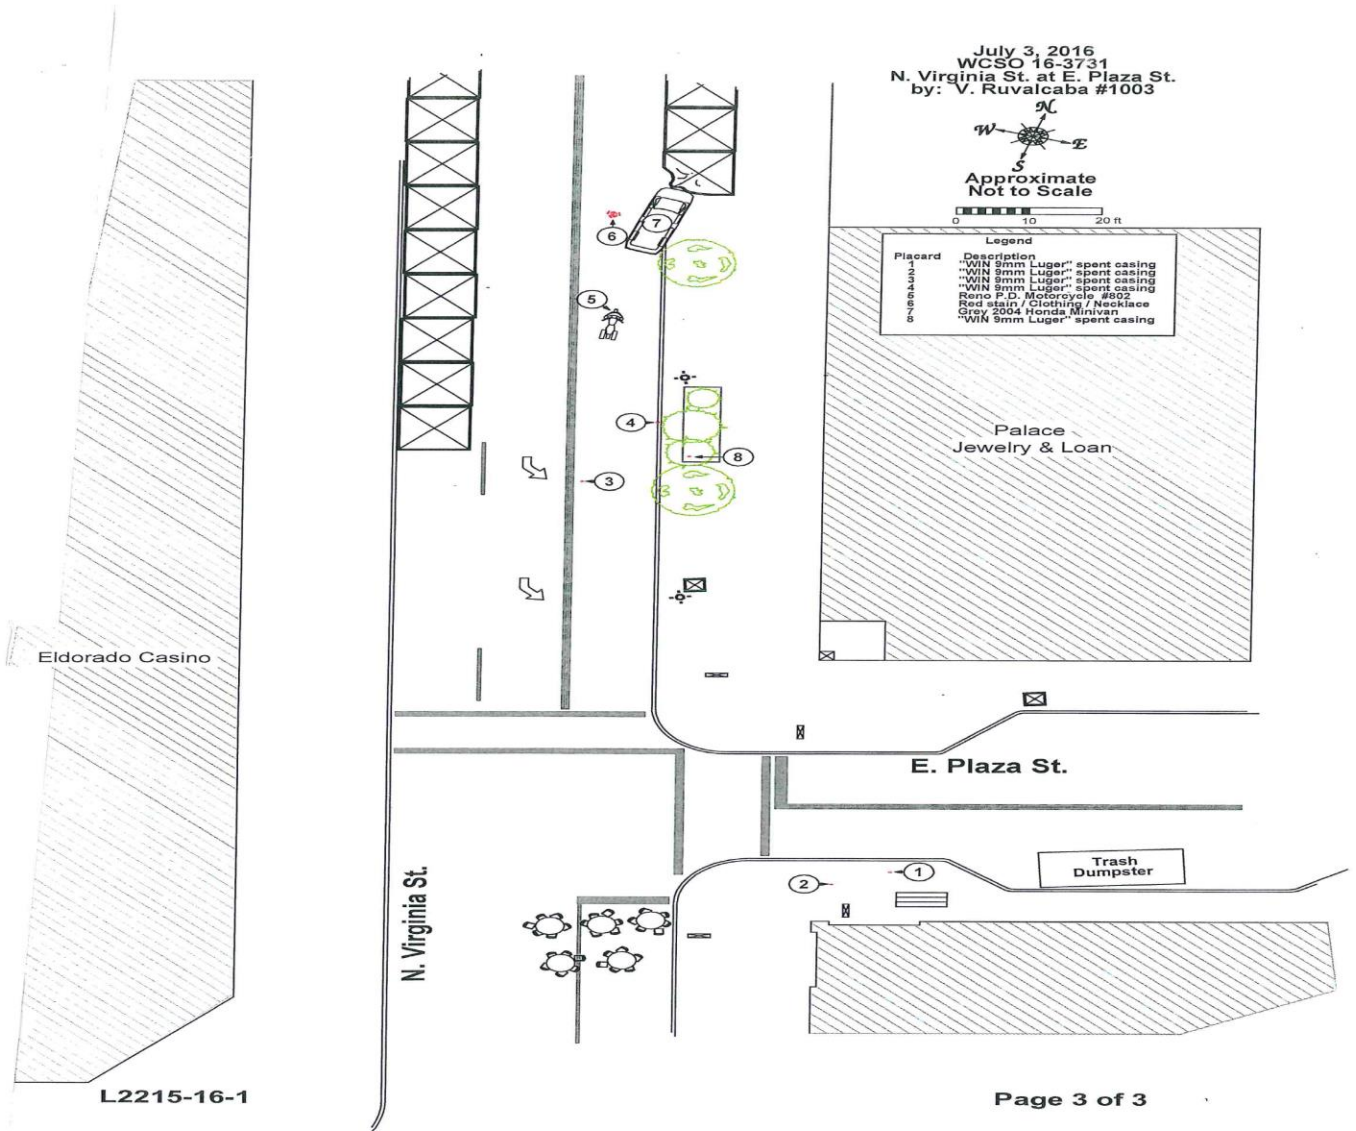 July 3, 2016
WCSO 16-3731
N. Virginia St. at E. Plaza St.
by: V. Ruvalcaba #1003
N
W
E
S
Approximate
Not to Scale
0 10 20 ft
Legend
Placard Description
1 "WIN 9mm Luger" spent casing
2 "WIN 9mm Luger" spent casing
3 "WIN 9mm Luger" spent casing
4 "WIN 9mm Luger" spent casing
5 Reno P.D. Motorcycle #802
6 Red stain / Clothing / Necklace
7 Grey 2004 Honda Minivan
8 "WIN 9mm Luger" spent casing
7
6
5
4
8
3
Palace
Jewelry & Loan
Eldorado Casino
E. Plaza St.
N. Virginia St.
Trash
Dumpster
1
2
L2215-16-1
Page 3 of 3